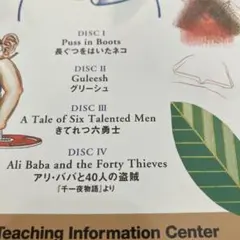 DISC I
Puss in Boots
長ぐつをはいたネコ
DISC II
Guleesh
グリーシュ
DISC III
A Tale of Six Talented Men
きてれつ六勇士
DISC IV
Ali Baba and the Forty Thieves
アリ・ババと40人の盗賊
『千一夜物語』より
Teaching Information Center